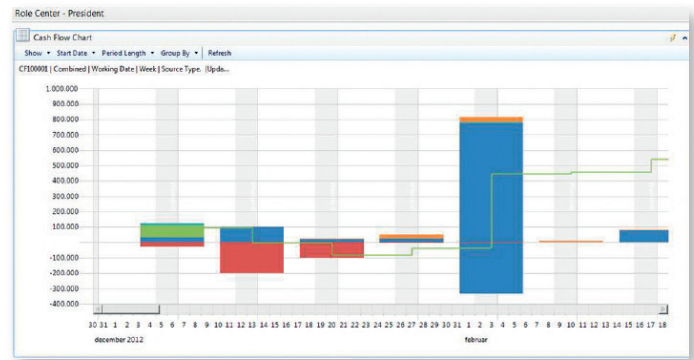 Role Center - President
Cash Flow Chart
Show Start Date Period Length Group By Refresh
CF100001 | Combined | Working Date | Week | Source Type. |Upda...
1.000.000
900.000
800.000
700.000
600.000
500.000
400.000
300.000
200.000
100.000
-100.000
-200.000
-300.000
-400.000
30 31 1 2 3 4 5 6 7 8 9 10 11 12 13 14 15 16 17 18 19 20 21 22 23 24 25 26 27 28 29 30 31 1 2 3 4 5 6 7 8 9 10 11 12 13 14 15 16 17 18
december 2012 februar